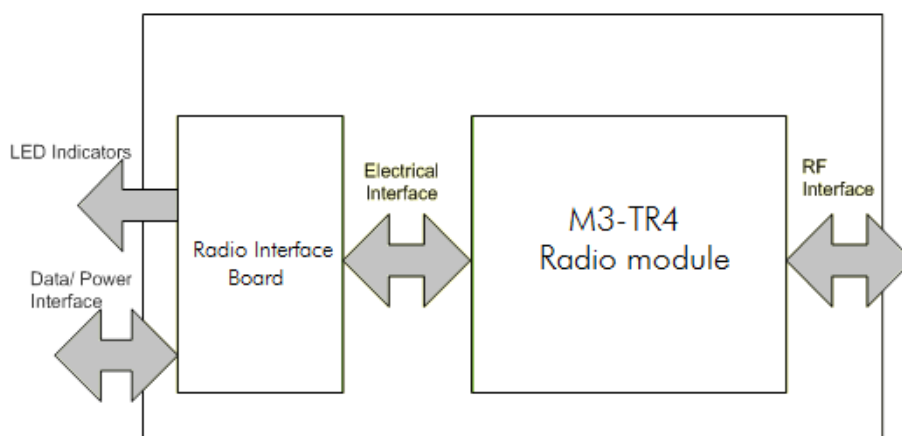 LED Indicators
Data/ Power
Interface
Radio Interface
Board
Electrical
Interface
M3-TR4
Radio module
RF
Interface